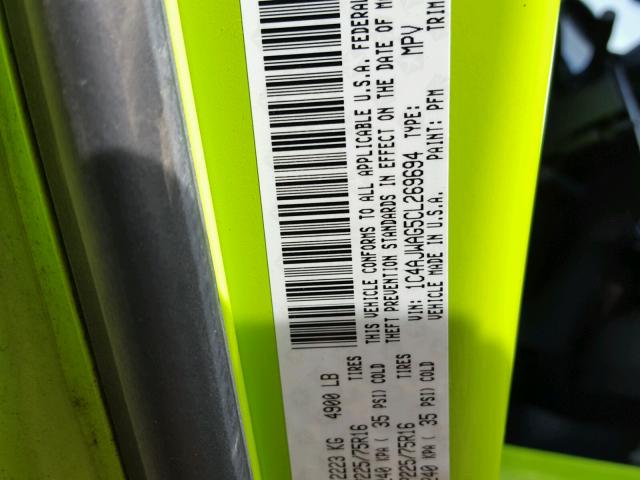 2223 KG 4900 LB
225/75R16 TIRES
240 KPA ( 35 PSI) COLD
THIS VEHICLE CONFORMS TO ALL APPLICABLE U.S.A. FEDERAL
THEFT PREVENTION STANDARDS IN EFFECT ON THE DATE OF M
VIN: 1C4AJWAG5CL269694 TYPE: MPV
VEHICLE MADE IN U.S.A. PAINT: PFM TRIM
225/75R16 TIRES
240 KPA ( 35 PSI) COLD